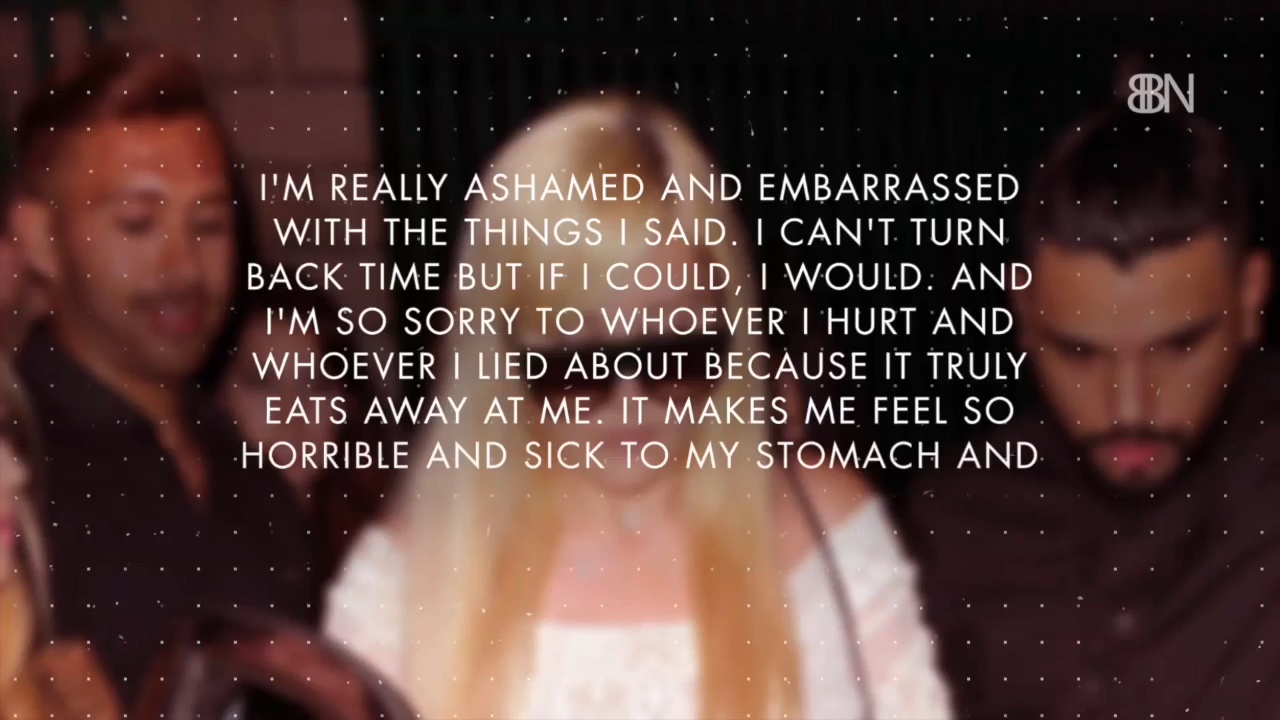 BBN
I'M REALLY ASHAMED AND EMBARRASSED
WITH THE THINGS I SAID. I CAN'T TURN
BACK TIME BUT IF I COULD, I WOULD. AND
I'M SO SORRY TO WHOEVER I HURT AND
WHOEVER I LIED ABOUT BECAUSE IT TRULY
EATS AWAY AT ME. IT MAKES ME FEEL SO
HORRIBLE AND SICK TO MY STOMACH AND